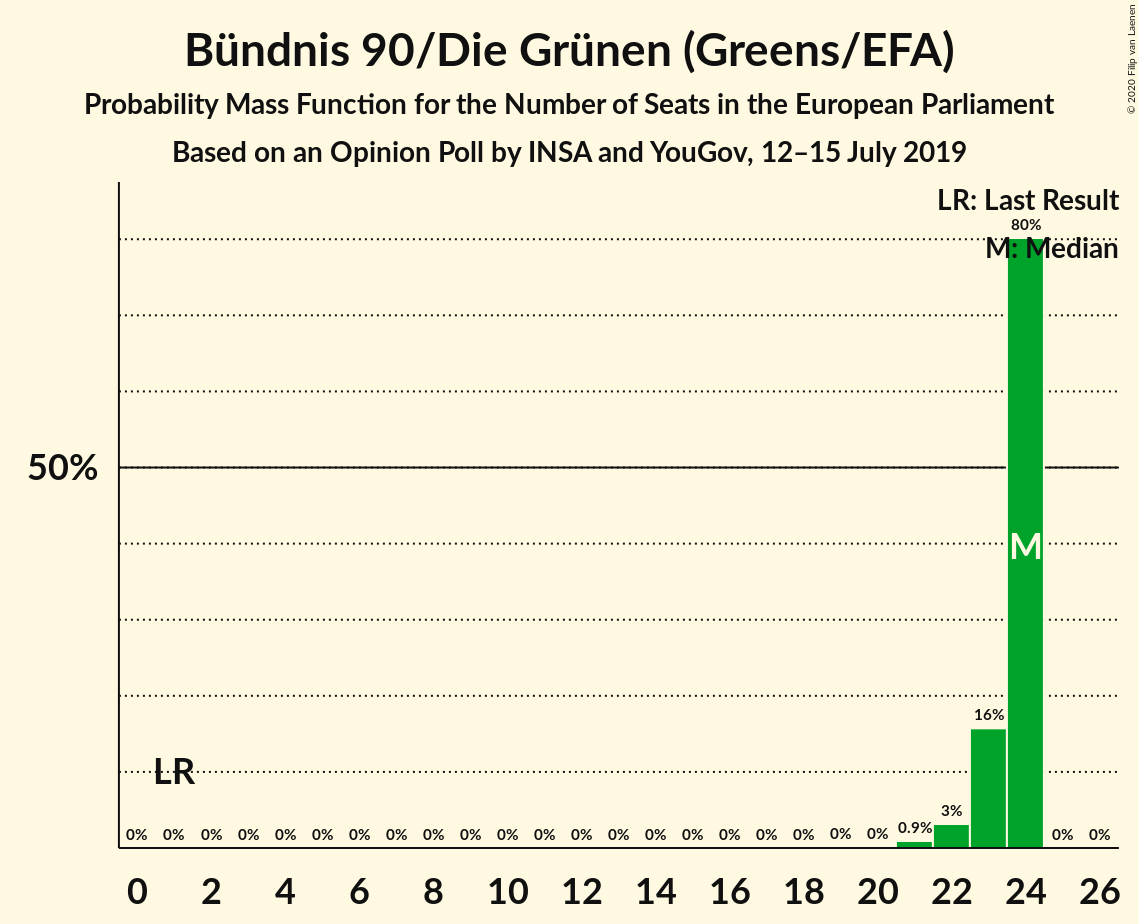 Bündnis 90/Die Grünen (Greens/EFA)
Probability Mass Function for the Number of Seats in the European Parliament
Based on an Opinion Poll by INSA and YouGov, 12–15 July 2019
© 2020 Filip van Laenen
LR: Last Result
80%
M: Median
50%
M
16%
LR
3%
0% 0% 0% 0% 0% 0% 0% 0% 0% 0% 0% 0% 0% 0% 0% 0% 0% 0% 0% 0% 0% 0.9% 0% 0%
0 2 4 6 8 10 12 14 16 18 20 22 24 26